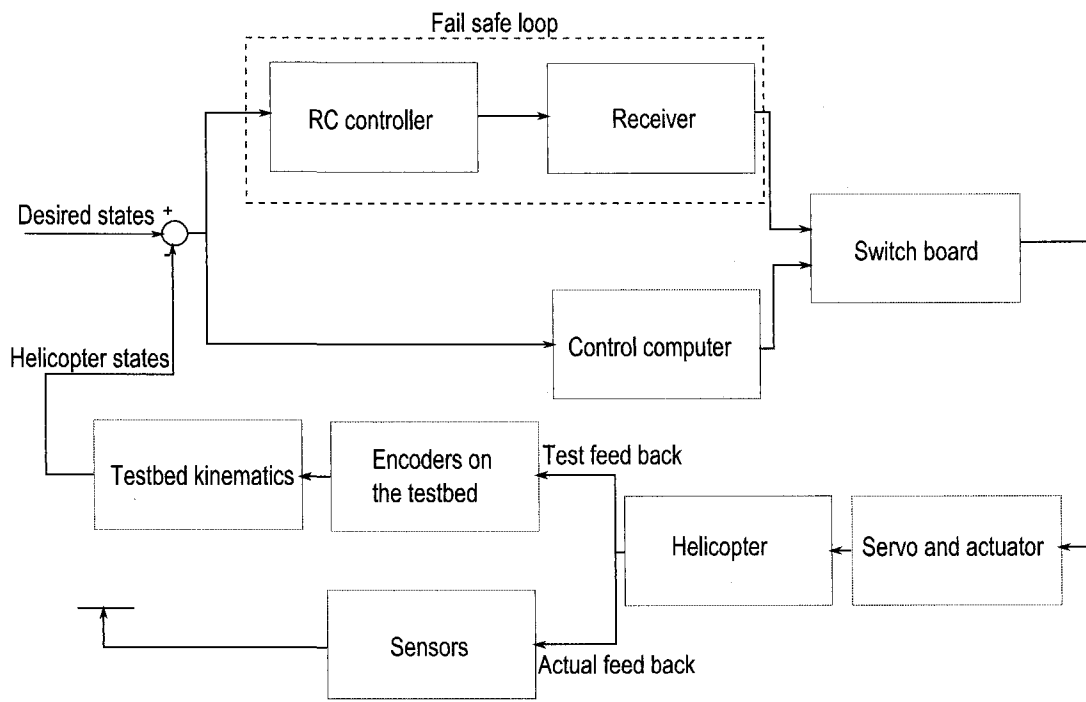 Fail safe loop
RC controller
Receiver
Desired states
+
-
Switch board
Control computer
Helicopter states
Testbed kinematics
Encoders on
the testbed
Test feed back
Helicopter
Servo and actuator
Sensors
Actual feed back